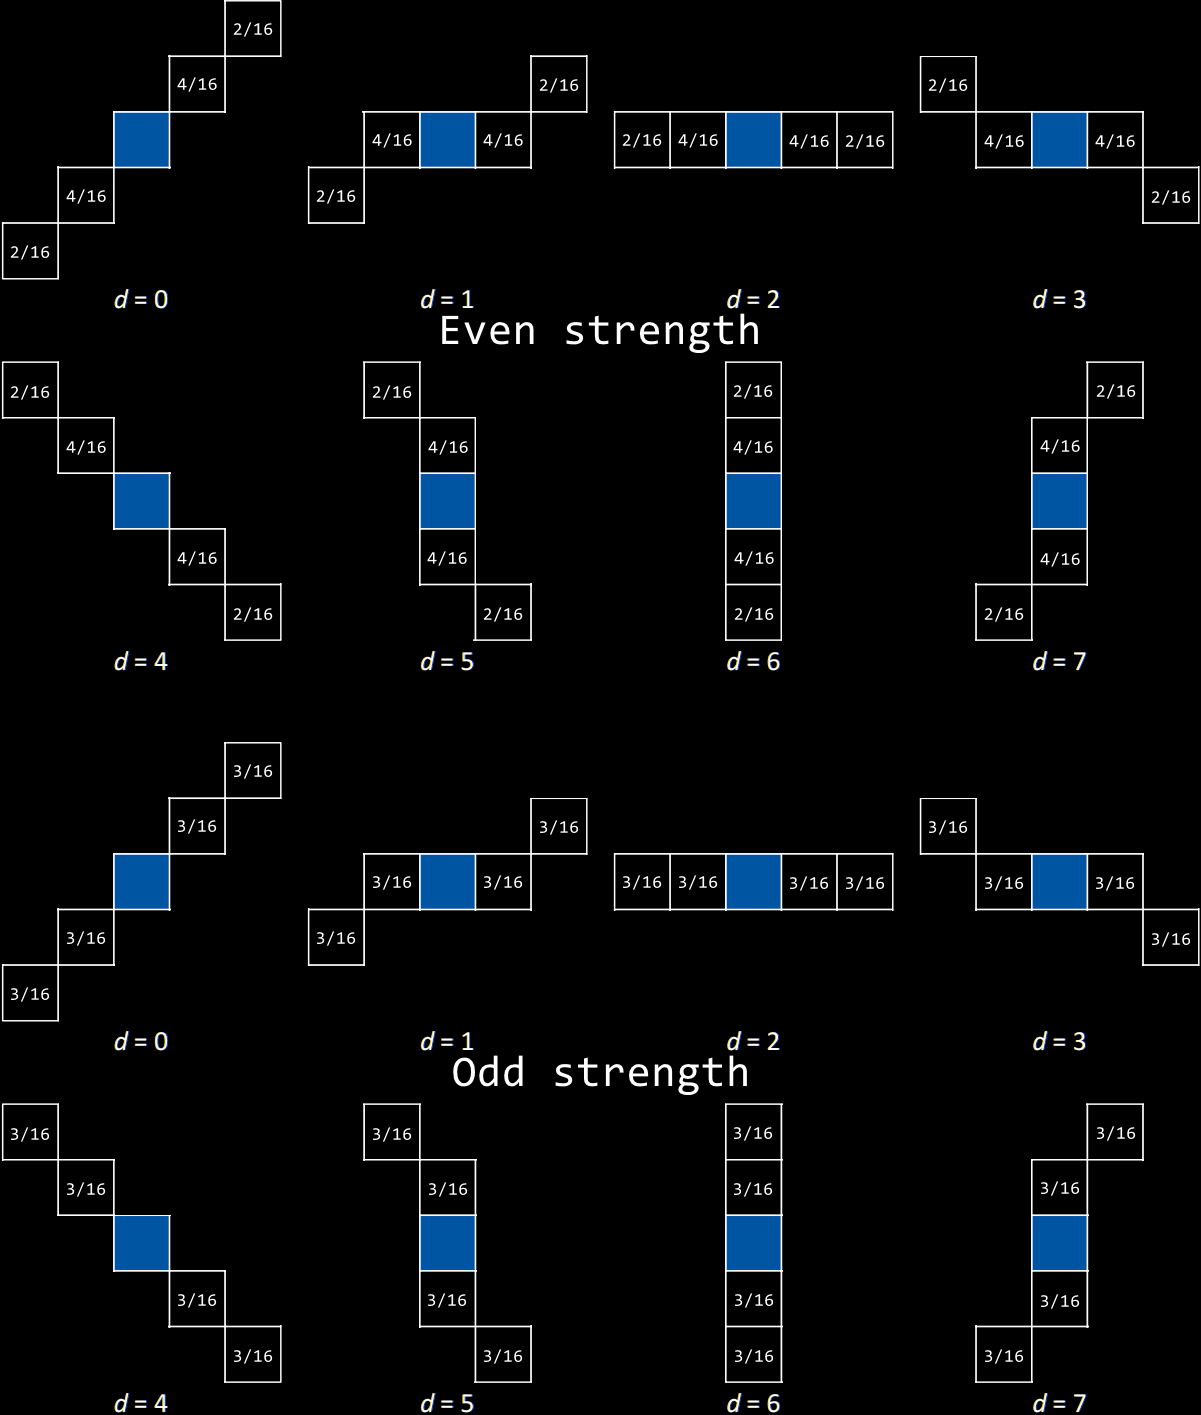 2/16
4/16 2/16 2/16
4/16 4/16 2/16 4/16 4/16 2/16 4/16 4/16
4/16 2/16 2/16
2/16
d = 0 d = 1 d = 2 d = 3
Even strength
2/16 2/16 2/16 2/16
4/16 4/16 4/16 4/16
4/16 4/16 4/16 4/16
2/16 2/16 2/16 2/16
d = 4 d = 5 d = 6 d = 7
3/16
3/16 3/16 3/16
3/16 3/16 3/16 3/16 3/16 3/16 3/16 3/16
3/16 3/16 3/16
3/16
d = 0 d = 1 d = 2 d = 3
Odd strength
3/16 3/16 3/16 3/16
3/16 3/16 3/16 3/16
3/16 3/16 3/16 3/16
3/16 3/16 3/16 3/16
d = 4 d = 5 d = 6 d = 7